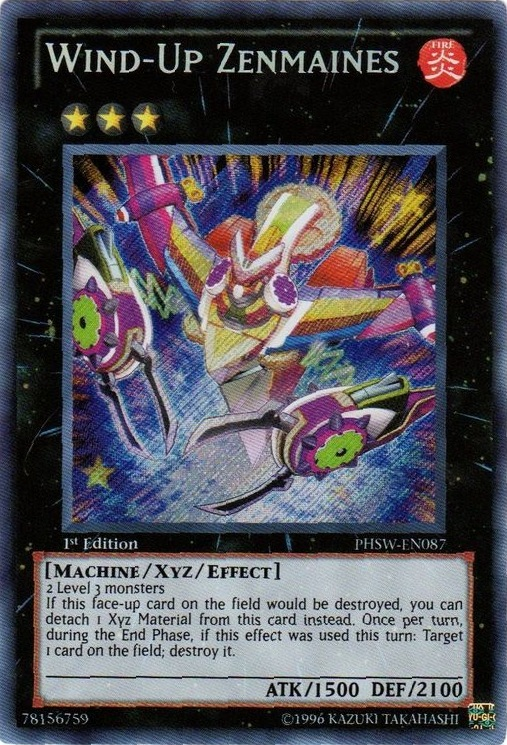 WIND-UP ZENMAINES
FIRE
炎
1st Edition
PHSW-EN087
[MACHINE/XYZ/EFFECT]
2 Level 3 monsters
If this face-up card on the field would be destroyed, you can
detach 1 Xyz Material from this card instead. Once per turn,
during the End Phase, if this effect was used this turn: Target
1 card on the field; destroy it.
ATK/1500 DEF/2100
78156759
©1996 KAZUKI TAKAHASHI